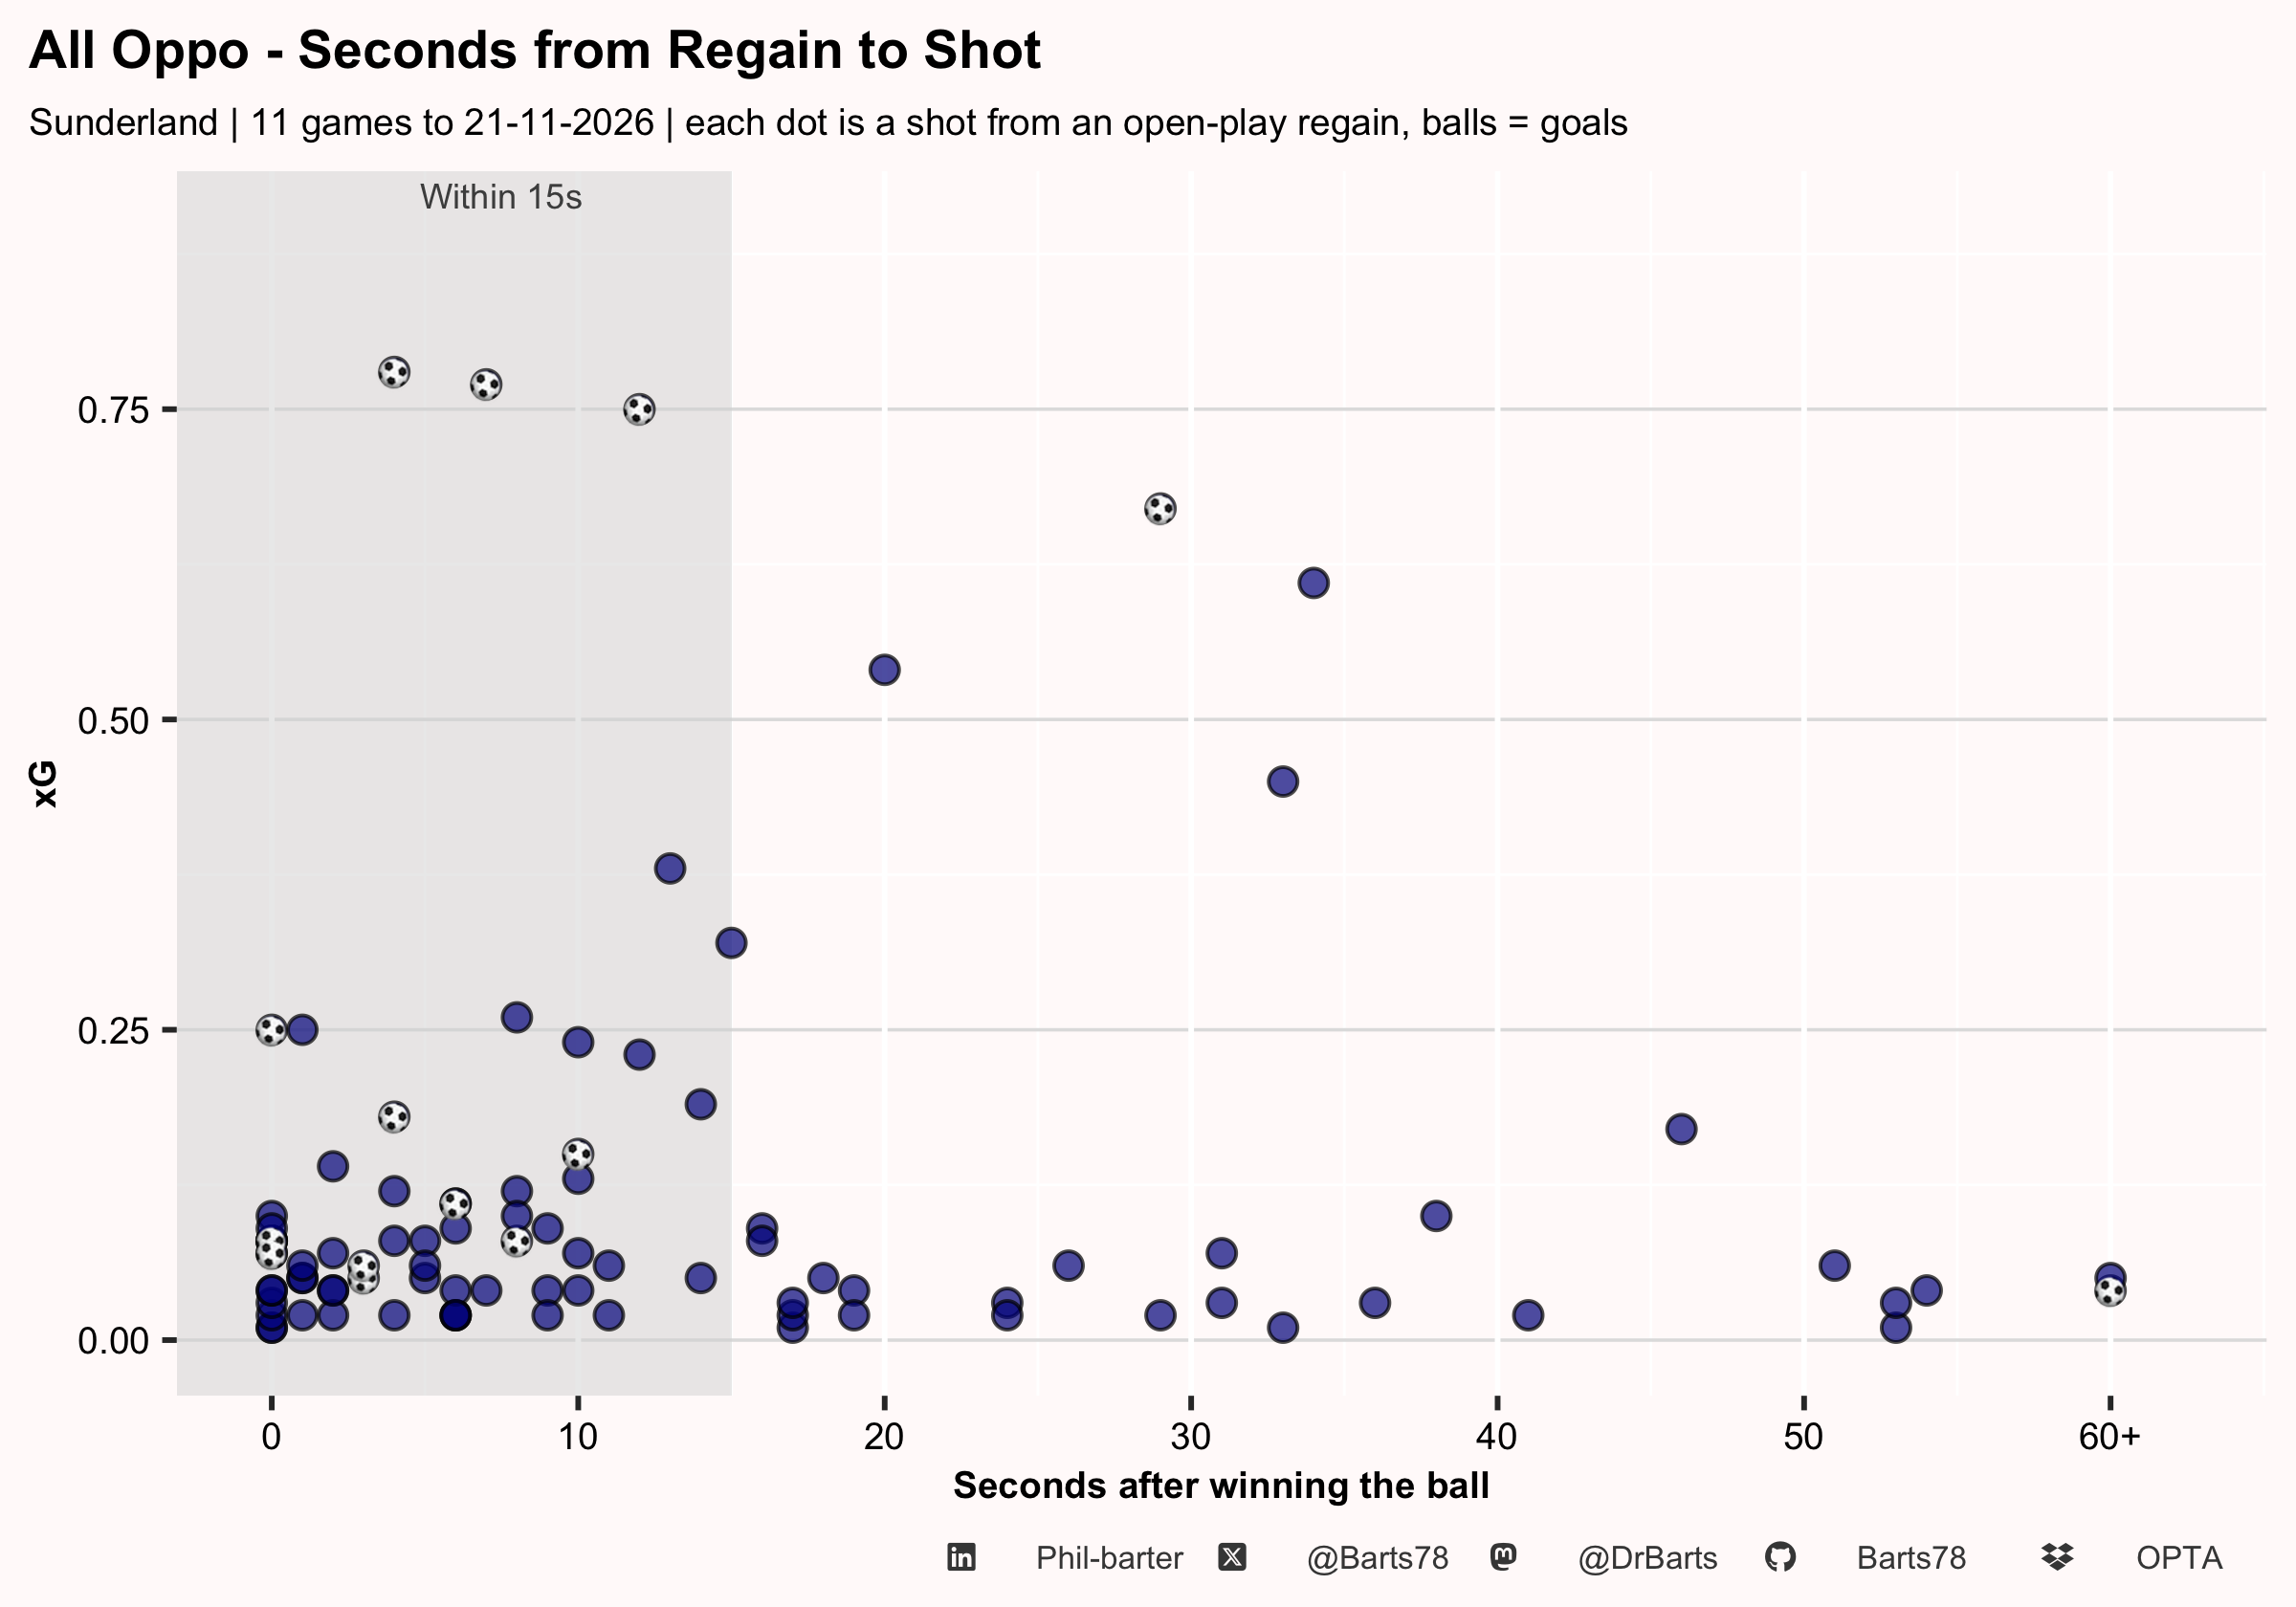 All Oppo - Seconds from Regain to Shot
Sunderland | 11 games to 21-11-2026 | each dot is a shot from an open-play regain, balls = goals
Within 15s
0.75
0.50
0.25
0.00
xG
0 10 20 30 40 50 60+
Seconds after winning the ball
Phil-barter @Barts78 @DrBarts Barts78 OPTA